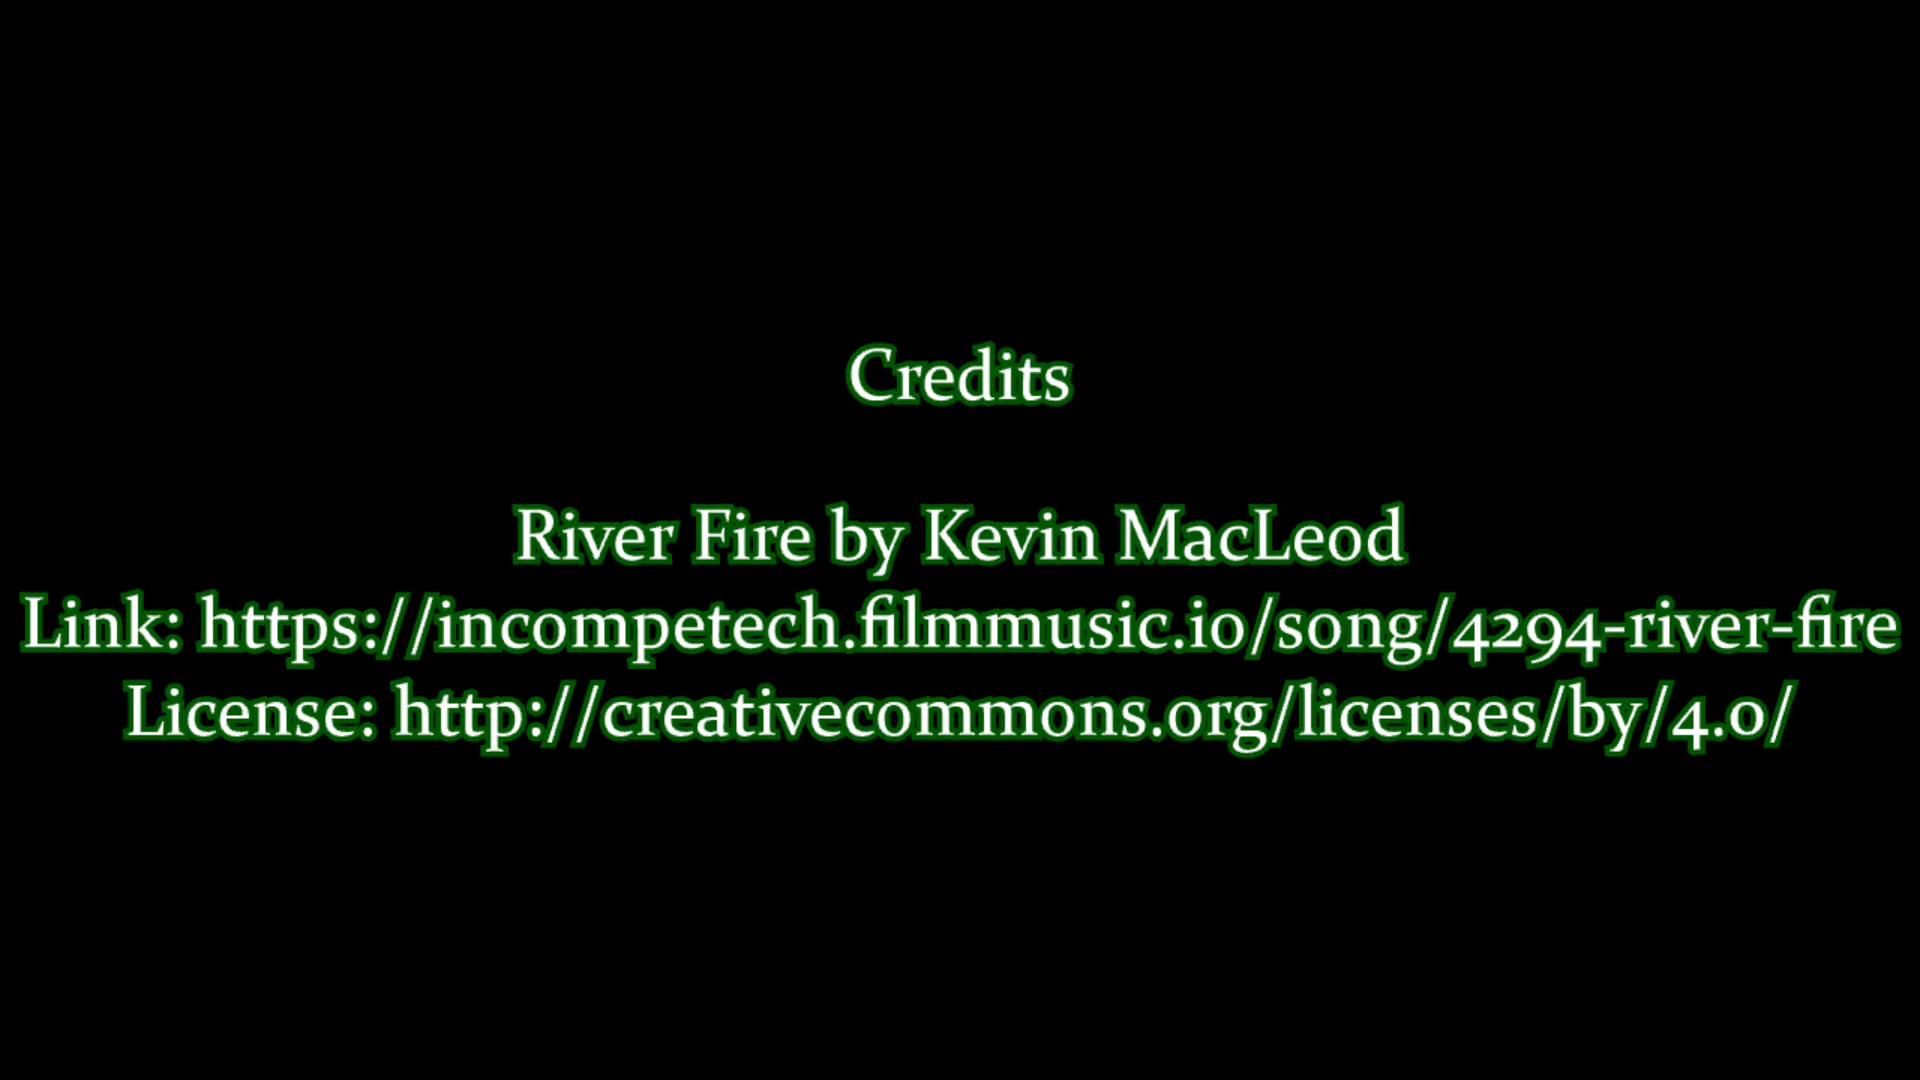 Credits
River Fire by Kevin MacLeod
Link: https://incompetech.filmmusic.io/song/4294-river-fire
License: http://creativecommons.org/licenses/by/4.0/